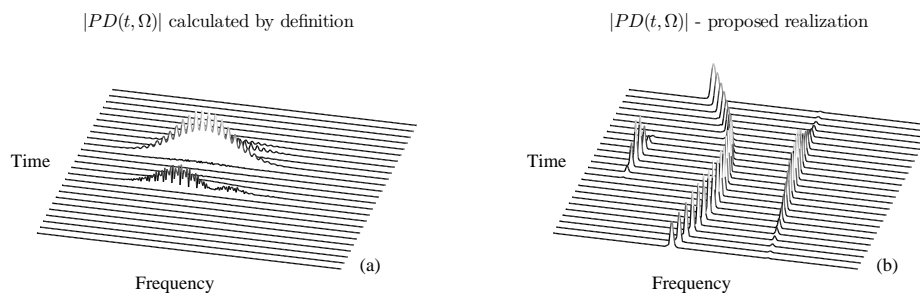 |PD(t, Ω)| calculated by definition
|PD(t, Ω)| - proposed realization
Time
Time
(a)
(b)
Frequency
Frequency